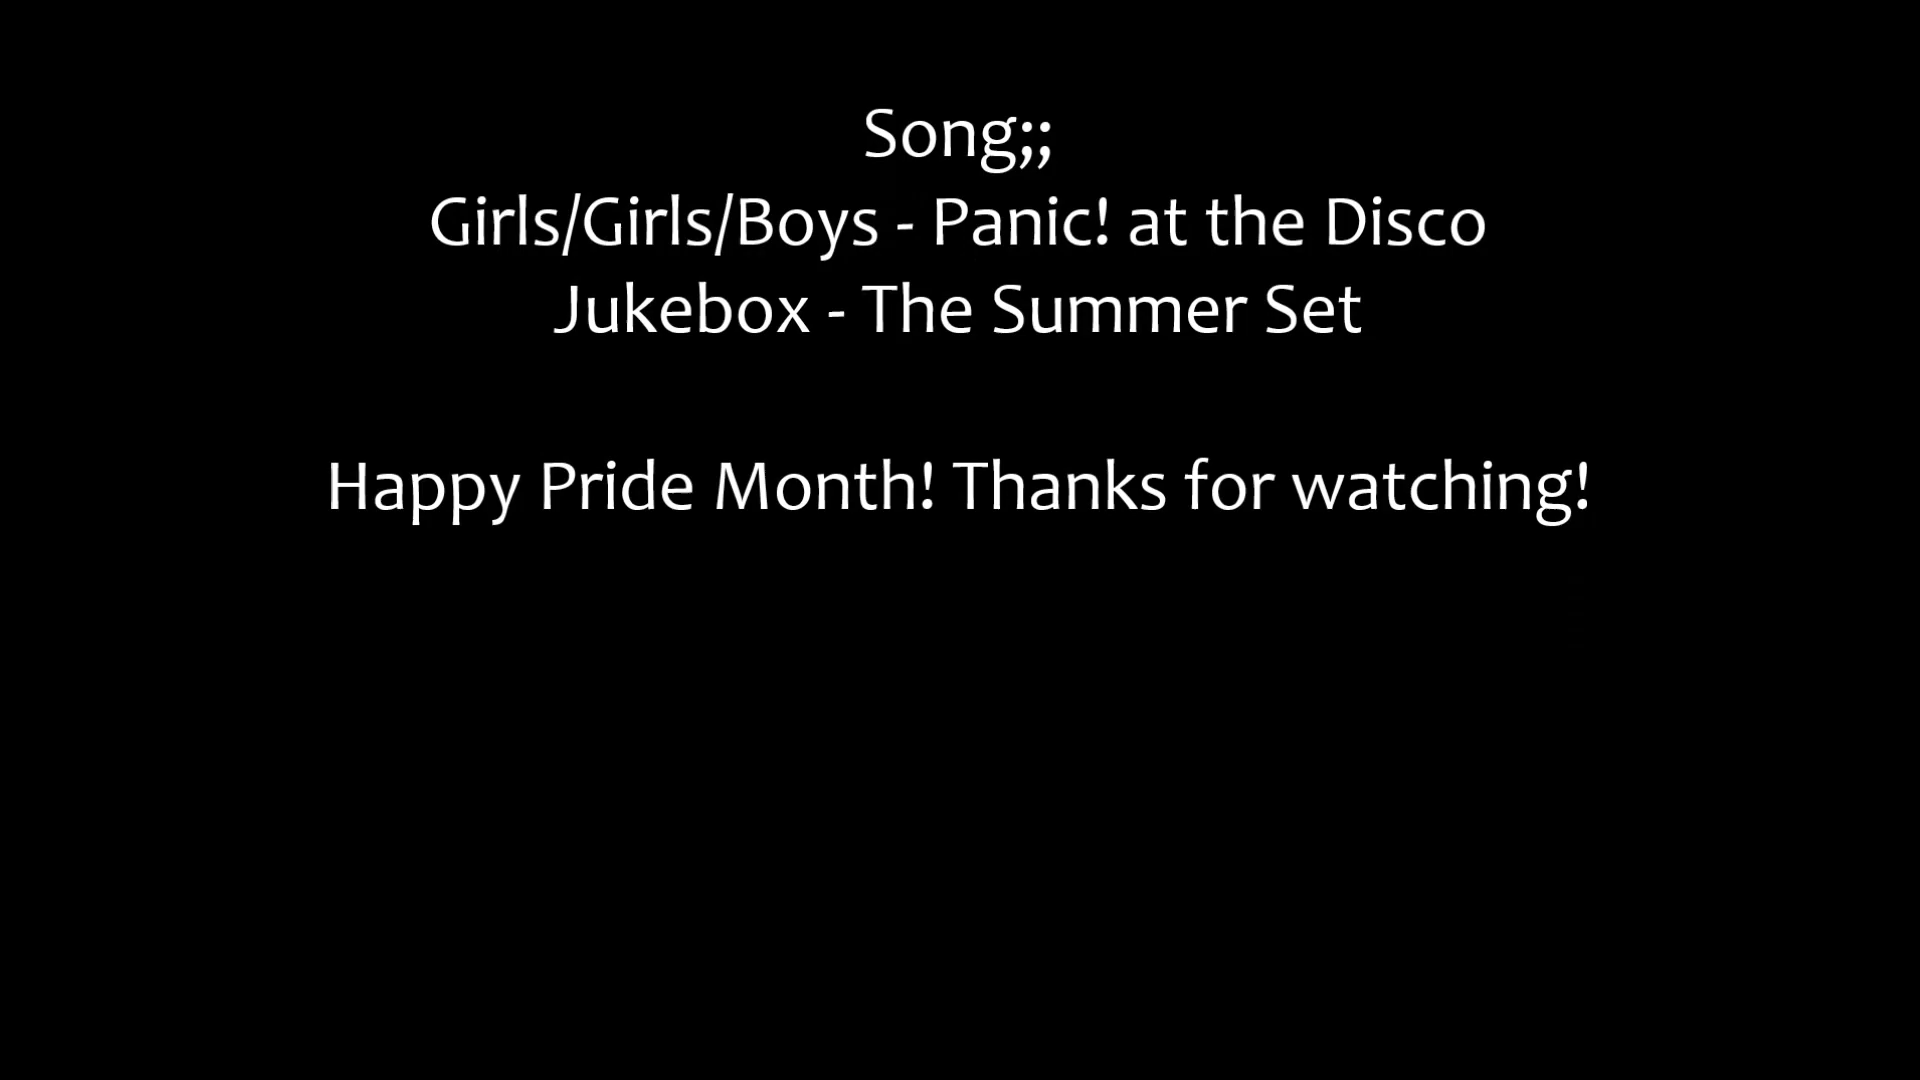 Song;;
Girls/Girls/Boys - Panic! at the Disco
Jukebox - The Summer Set
Happy Pride Month! Thanks for watching!